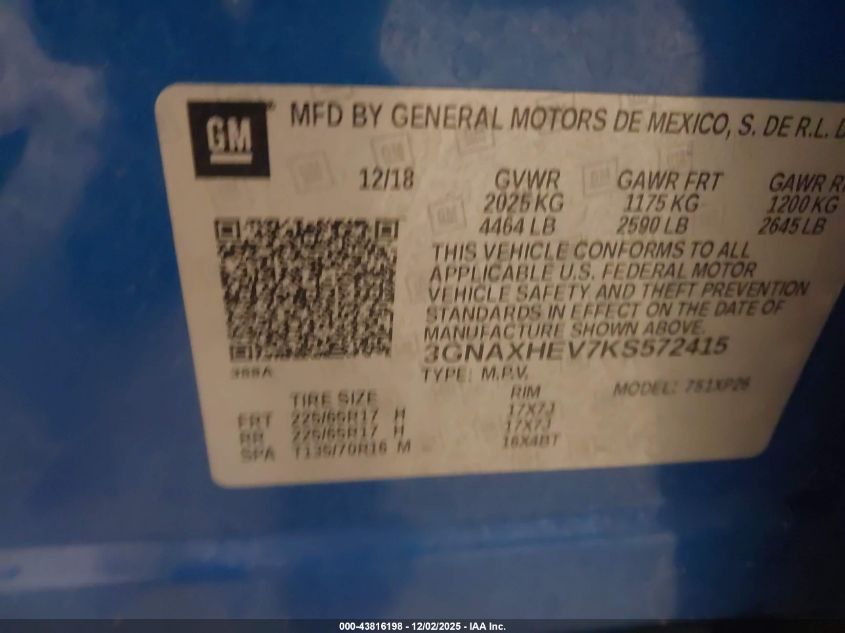 GM
MFD BY GENERAL MOTORS DE MEXICO, S. DE R.L. D
12/18
GVWR GAWR FRT GAWR R
2025 KG 1175 KG 1200 KG
4464 LB 2590 LB 2645 LB
THIS VEHICLE CONFORMS TO ALL
APPLICABLE U.S. FEDERAL MOTOR
VEHICLE SAFETY AND THEFT PREVENTION
STANDARDS IN EFFECT ON THE DATE OF
MANUFACTURE SHOWN ABOVE.
3GNAXHEV7KS572415
TYPE: M.P.V. MODEL: 751XP26
TIRE SIZE RIM
FRT 225/65R17 H 17X7J
RR 225/65R17 H 17X7J
SPA T135/70R16 M 16X4BT
000-43816198 - 12/02/2025 - IAA Inc.